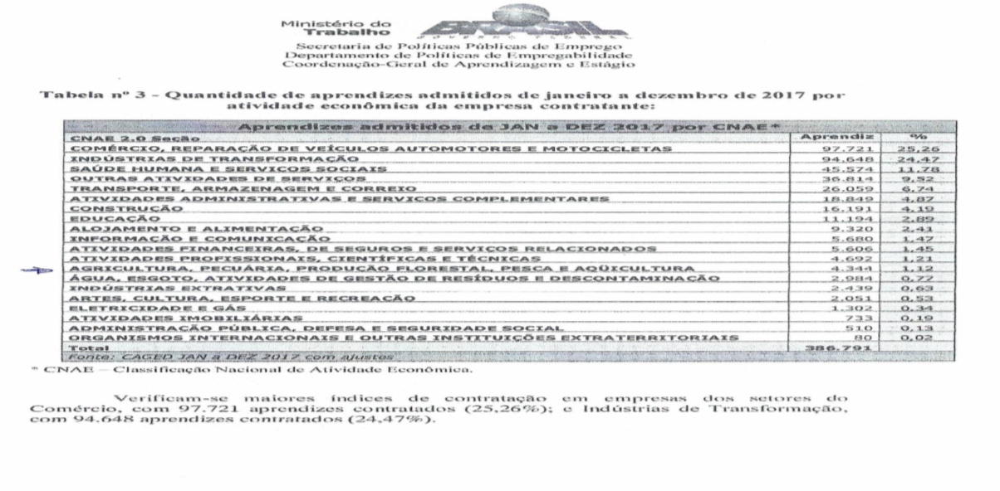 Ministério do
Trabalho
BRASIL
GOVERNO FEDERAL
Secretaria de Políticas Públicas de Emprego
Departamento de Políticas de Empregabilidade
Coordenação-Geral de Aprendizagem e Estágio
Tabela nº 3 - Quantidade de aprendizes admitidos de janeiro a dezembro de 2017 por
atividade econômica da empresa contratante:
Aprendizes admitidos de JAN a DEZ 2017 por CNAE*
CNAE 2.0 Seção Aprendiz %
COMÉRCIO, REPARAÇÃO DE VEÍCULOS AUTOMOTORES E MOTOCICLETAS 97.721 25,26
INDÚSTRIAS DE TRANSFORMAÇÃO 94.648 24,47
SAÚDE HUMANA E SERVICOS SOCIAIS 45.574 11,78
OUTRAS ATIVIDADES DE SERVIÇOS 36.814 9,52
TRANSPORTE, ARMAZENAGEM E CORREIO 26.059 6,74
ATIVIDADES ADMINISTRATIVAS E SERVICOS COMPLEMENTARES 18.849 4,87
CONSTRUÇÃO 16.191 4,19
EDUCAÇÃO 11.194 2,89
ALOJAMENTO E ALIMENTAÇÃO 9.320 2,41
INFORMAÇÃO E COMUNICAÇÃO 5.680 1,47
ATIVIDADES FINANCEIRAS, DE SEGUROS E SERVIÇOS RELACIONADOS 5.606 1,45
ATIVIDADES PROFISSIONAIS, CIENTÍFICAS E TÉCNICAS 4.692 1,21
AGRICULTURA, PECUÁRIA, PRODUÇÃO FLORESTAL, PESCA E AQÜICULTURA 4.344 1,12
ÁGUA, ESGOTO, ATIVIDADES DE GESTÃO DE RESÍDUOS E DESCONTAMINAÇÃO 2.984 0,77
INDÚSTRIAS EXTRATIVAS 2.439 0,63
ARTES, CULTURA, ESPORTE E RECREAÇÃO 2.051 0,53
ELETRICIDADE E GÁS 1.302 0,34
ATIVIDADES IMOBILIÁRIAS 733 0,19
ADMINISTRAÇÃO PÚBLICA, DEFESA E SEGURIDADE SOCIAL 510 0,13
ORGANISMOS INTERNACIONAIS E OUTRAS INSTITUIÇÕES EXTRATERRITORIAIS 80 0,02
Total 386.791
Fonte: CAGED JAN a DEZ 2017 com ajustes
* CNAE – Classificação Nacional de Atividade Econômica.
Verificam-se maiores índices de contratação em empresas dos setores do
Comércio, com 97.721 aprendizes contratados (25,26%); e Indústrias de Transformação,
com 94.648 aprendizes contratados (24,47%).